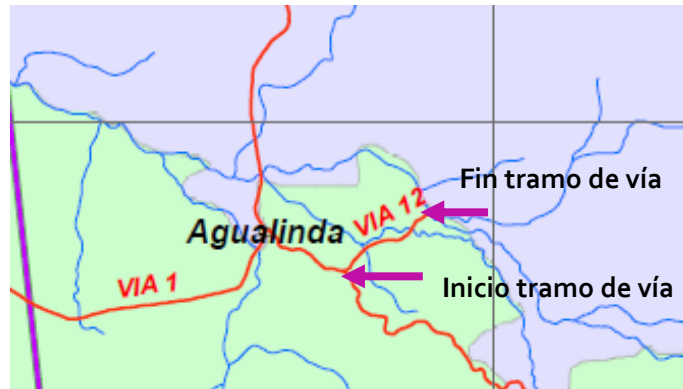 Fin tramo de vía
VIA 12
Agualinda
VIA 1
Inicio tramo de vía